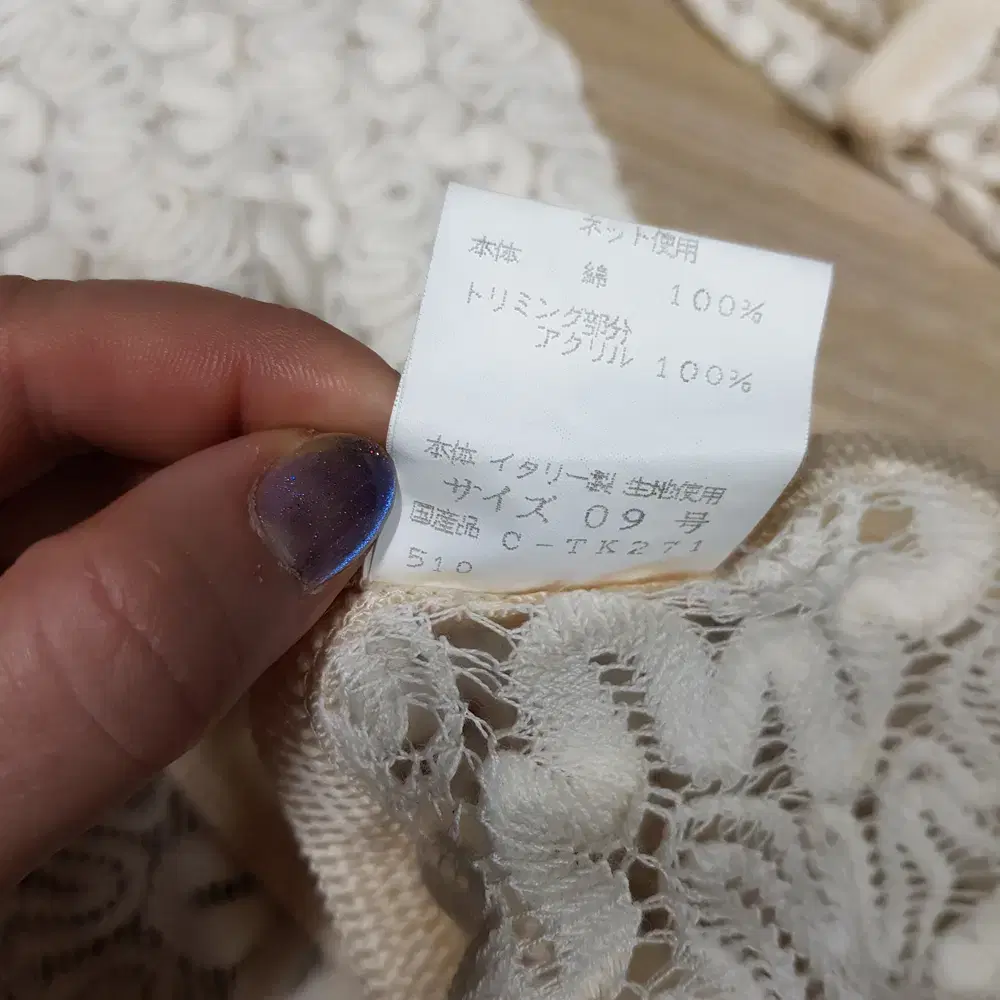 ネット使用
本体 綿 100%
トリミング部分
アクリル 100%
本体 イタリー製 生地使用
サイズ 09 号
国産品 C-TK271
510